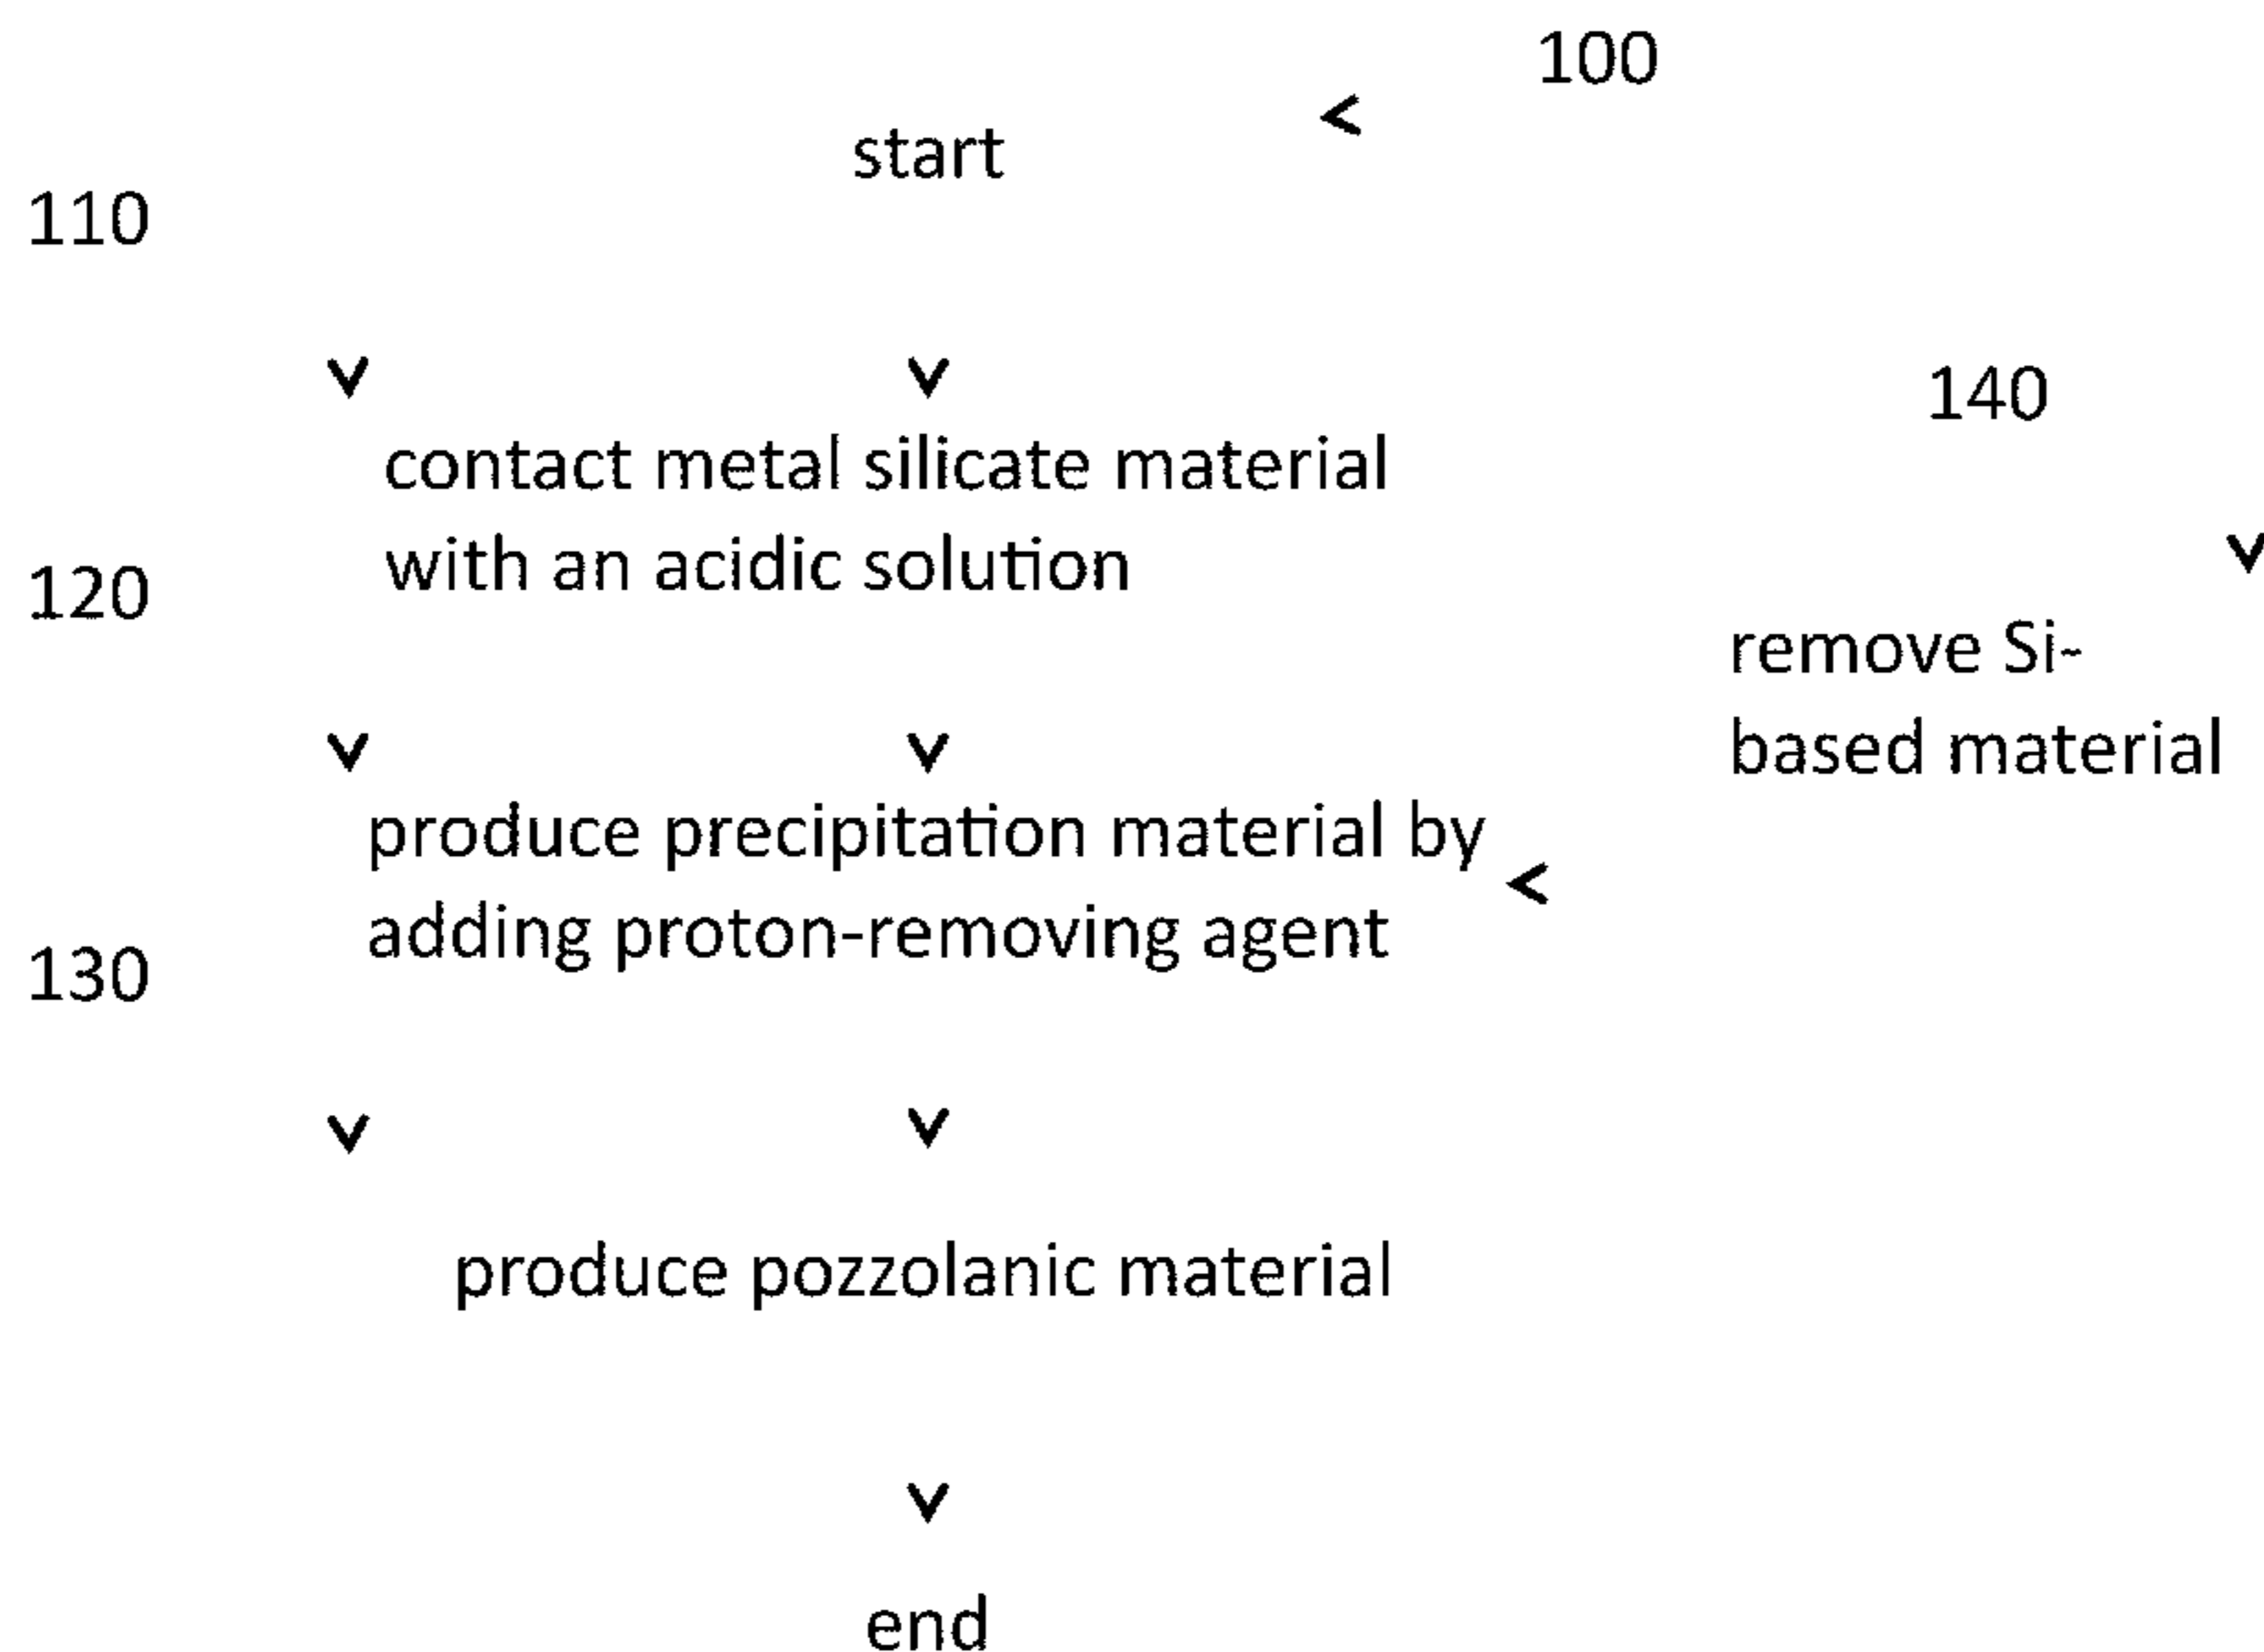 100
start
110
140
contact metal silicate material
with an acidic solution
120
remove Si-
based material
produce precipitation material by
adding proton-removing agent
130
produce pozzolanic material
end